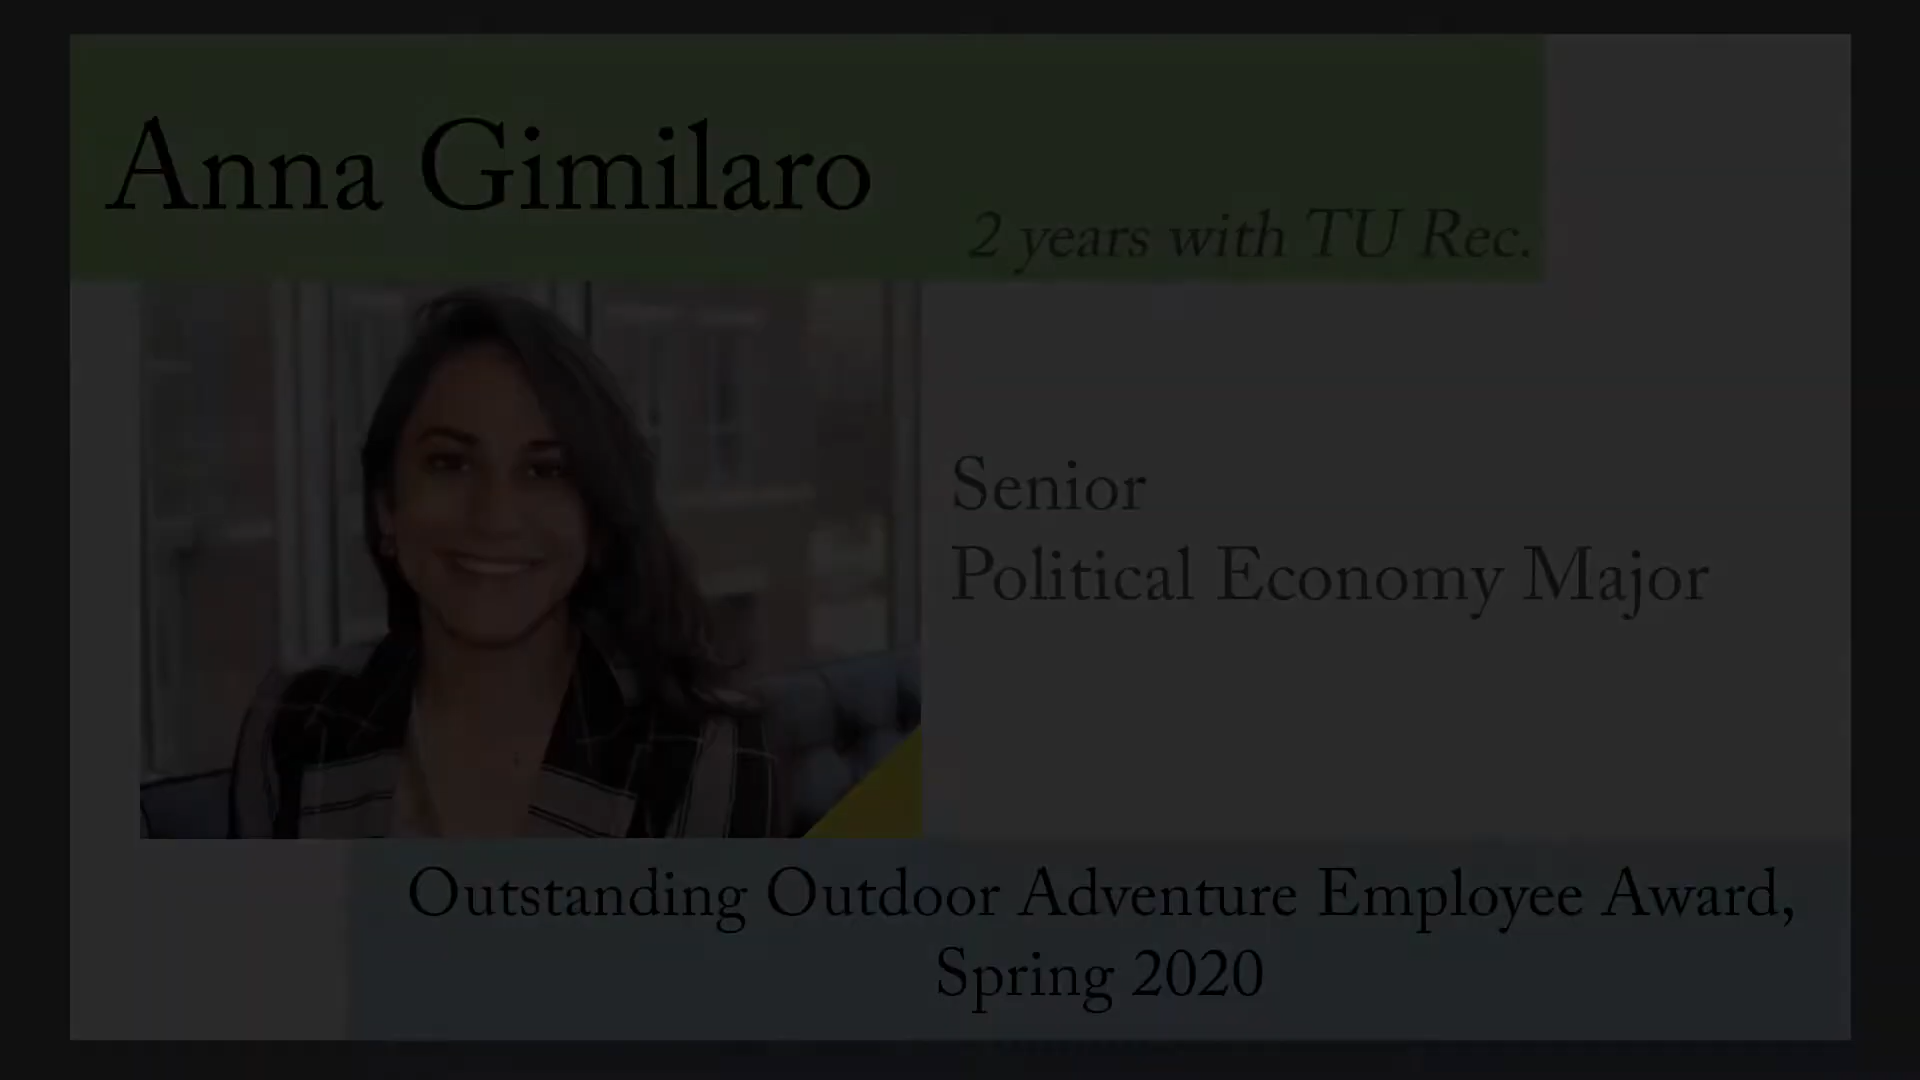 Anna Gimilaro
2 years with TU Rec.
Senior
Political Economy Major
Outstanding Outdoor Adventure Employee Award,
Spring 2020